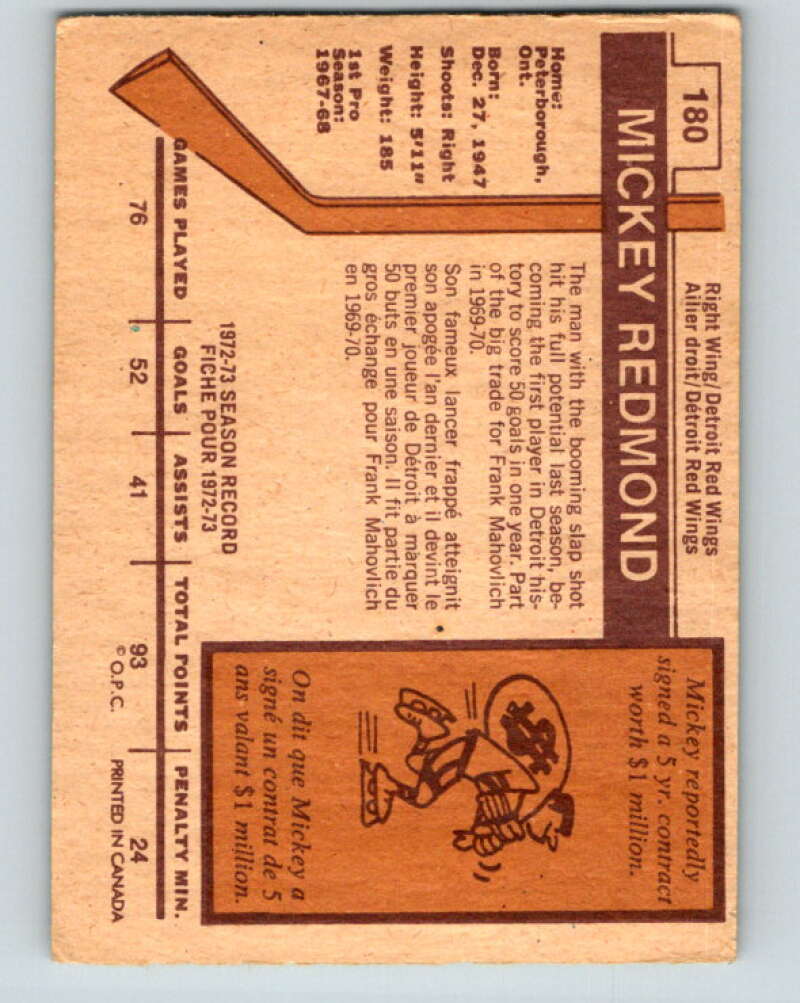 180
Right Wing/Detroit Red Wings
Ailier droit/Détroit Red Wings
MICKEY REDMOND
Home:
Peterborough,
Ont.
Born:
Dec. 27, 1947
Shoots: Right
Height: 5'11"
Weight: 185
1st Pro
Season:
1967-68
The man with the booming slap shot
hit his full potential last season, be-
coming the first player in Detroit his-
tory to score 50 goals in one year. Part
of the big trade for Frank Mahovlich
in 1969-70.
Son fameux lancer frappé atteignit
son apogée l'an dernier et il devint le
premier joueur de Détroit à marquer
50 buts en une saison. Il fit partie du
gros échange pour Frank Mahovlich
en 1969-70.
Mickey reportedly
signed a 5 yr. contract
worth $1 million.
$
On dit que Mickey a
signé un contrat de 5
ans valant $1 million.
1972-73 SEASON RECORD
FICHE POUR 1972-73
GAMES PLAYED GOALS ASSISTS TOTAL POINTS PENALTY MIN.
76 52 41 93 24
© O.P.C. PRINTED IN CANADA